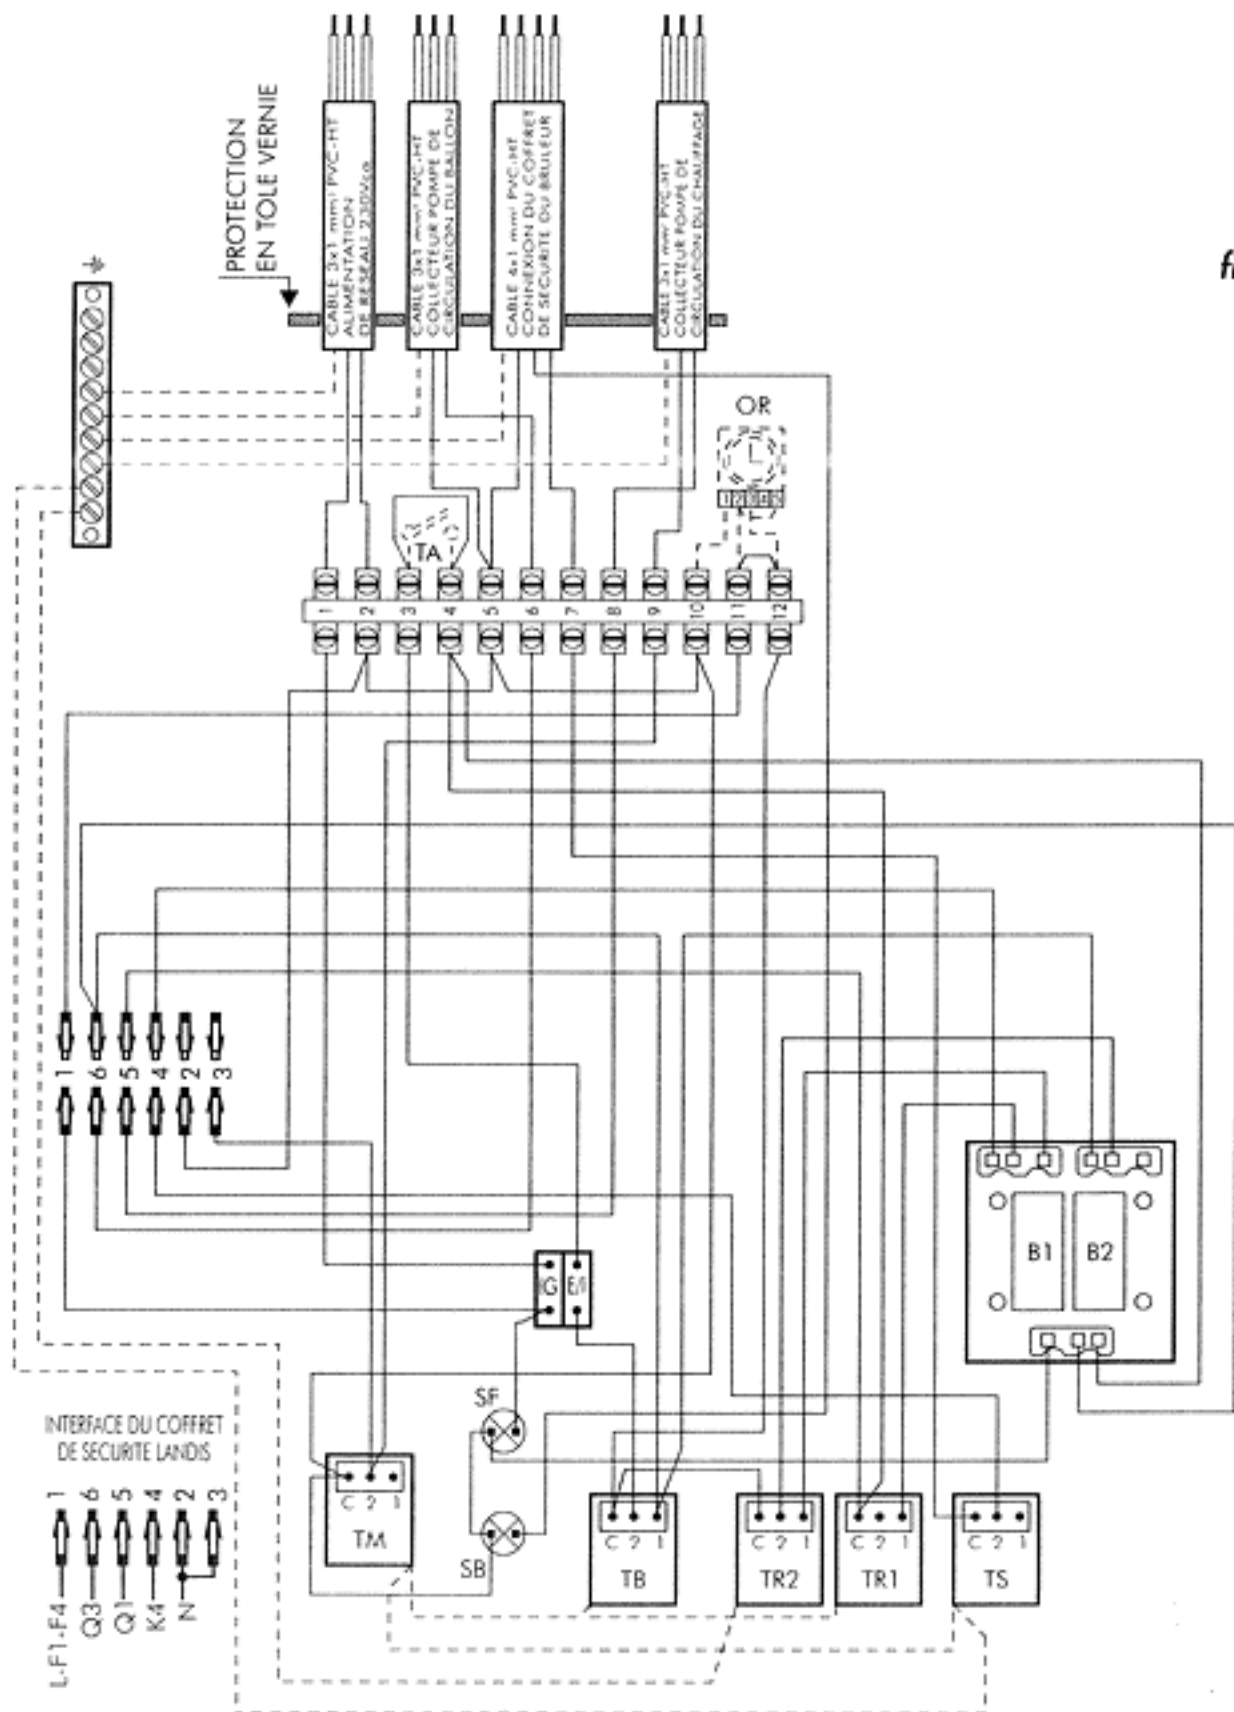 PROTECTION
EN TOLE VERNIE
CABLE 3x1 mm² PVC-HT
ALIMENTATION
DE RESEAU 230Vca
CABLE 3x1 mm² PVC-HT
COLLECTEUR POMPE DE
CIRCULATION DU BALLON
CABLE 4x1 mm² PVC-HT
CONNEXION DU COFFRET
DE SECURITE DU BRULEUR
CABLE 3x1 mm² PVC-HT
COLLECTEUR POMPE DE
CIRCULATION DU CHAUFFAGE
OR
1 2 3 4 5
TA
1 2 3 4 5 6 7 8 9 10 11 12
1 6 5 4 2 3
B1 B2
IG E/I
SF
SB
INTERFACE DU COFFRET
DE SECURITE LANDIS
1 6 5 4 2 3
L-F1-F4
Q3
Q1
K4
N
C 2 1
TM
C 2 1
TB
C 2 1
TR2
C 2 1
TR1
C 2 1
TS